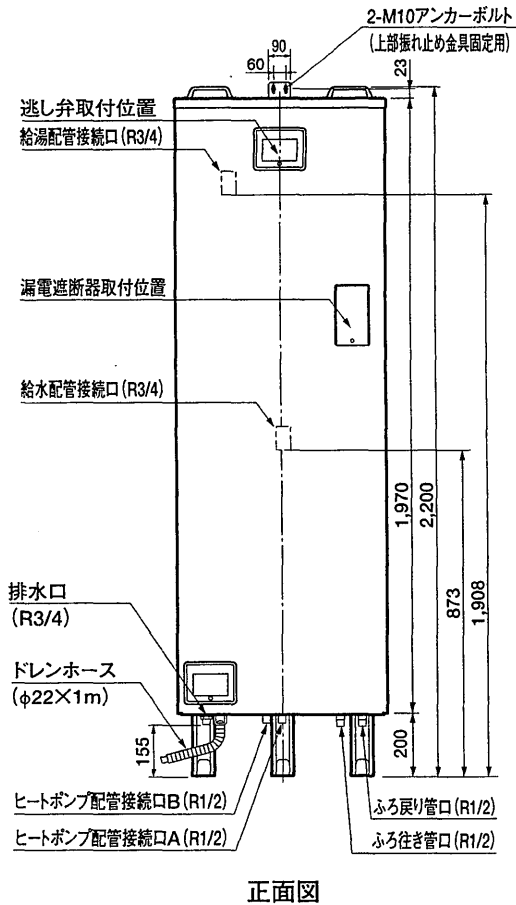 2-M10アンカーボルト
(上部振れ止め金具固定用)
90
60
23
逃し弁取付位置
給湯配管接続口(R3/4)
漏電遮断器取付位置
給水配管接続口(R3/4)
1,970
2,200
873
1,908
排水口
(R3/4)
ドレンホース
(φ22×1m)
155
200
ヒートポンプ配管接続口B(R1/2)
ふろ戻り管口(R1/2)
ヒートポンプ配管接続口A(R1/2)
ふろ往き管口(R1/2)
正面図